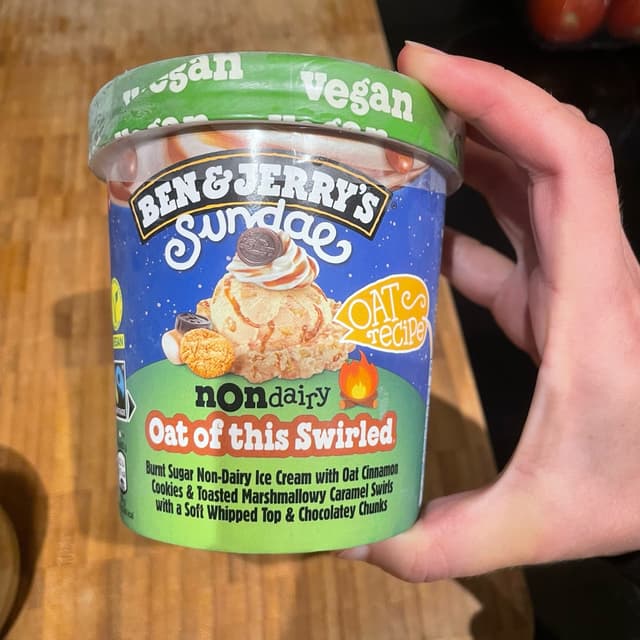 vegan
vegan
BEN & JERRY'S
Sundae
OAT
recipe
VEGAN
nOndairy
Oat of this Swirled
Burnt Sugar Non-Dairy Ice Cream with Oat Cinnamon
Cookies & Toasted Marshmallowy Caramel Swirls
with a Soft Whipped Top & Chocolatey Chunks